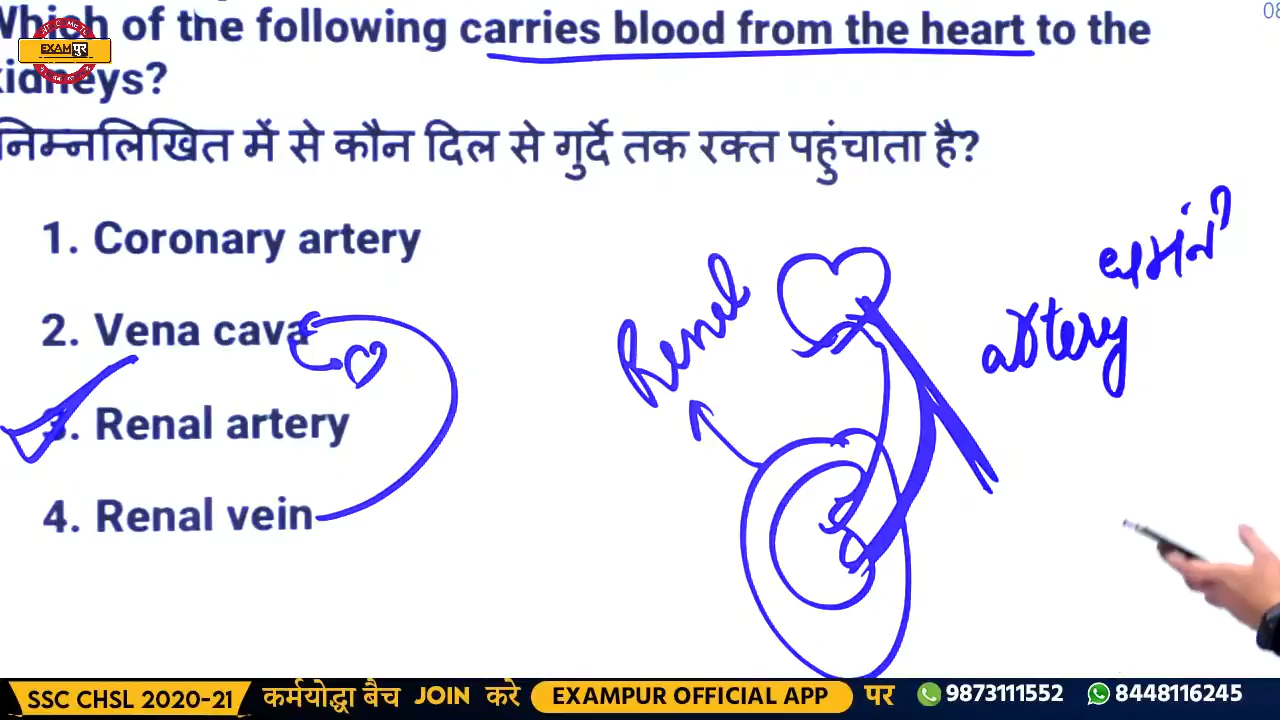 08
Which of the following carries blood from the heart to the
kidneys?
निम्नलिखित में से कौन दिल से गुर्दे तक रक्त पहुंचाता है?
1. Coronary artery
2. Vena cava
3. Renal artery
4. Renal vein
Renal
artery
धमनी
EXAMपुर
SSC CHSL 2020-21 कर्मयोद्धा बैच JOIN करे EXAMPUR OFFICIAL APP पर 9873111552 8448116245